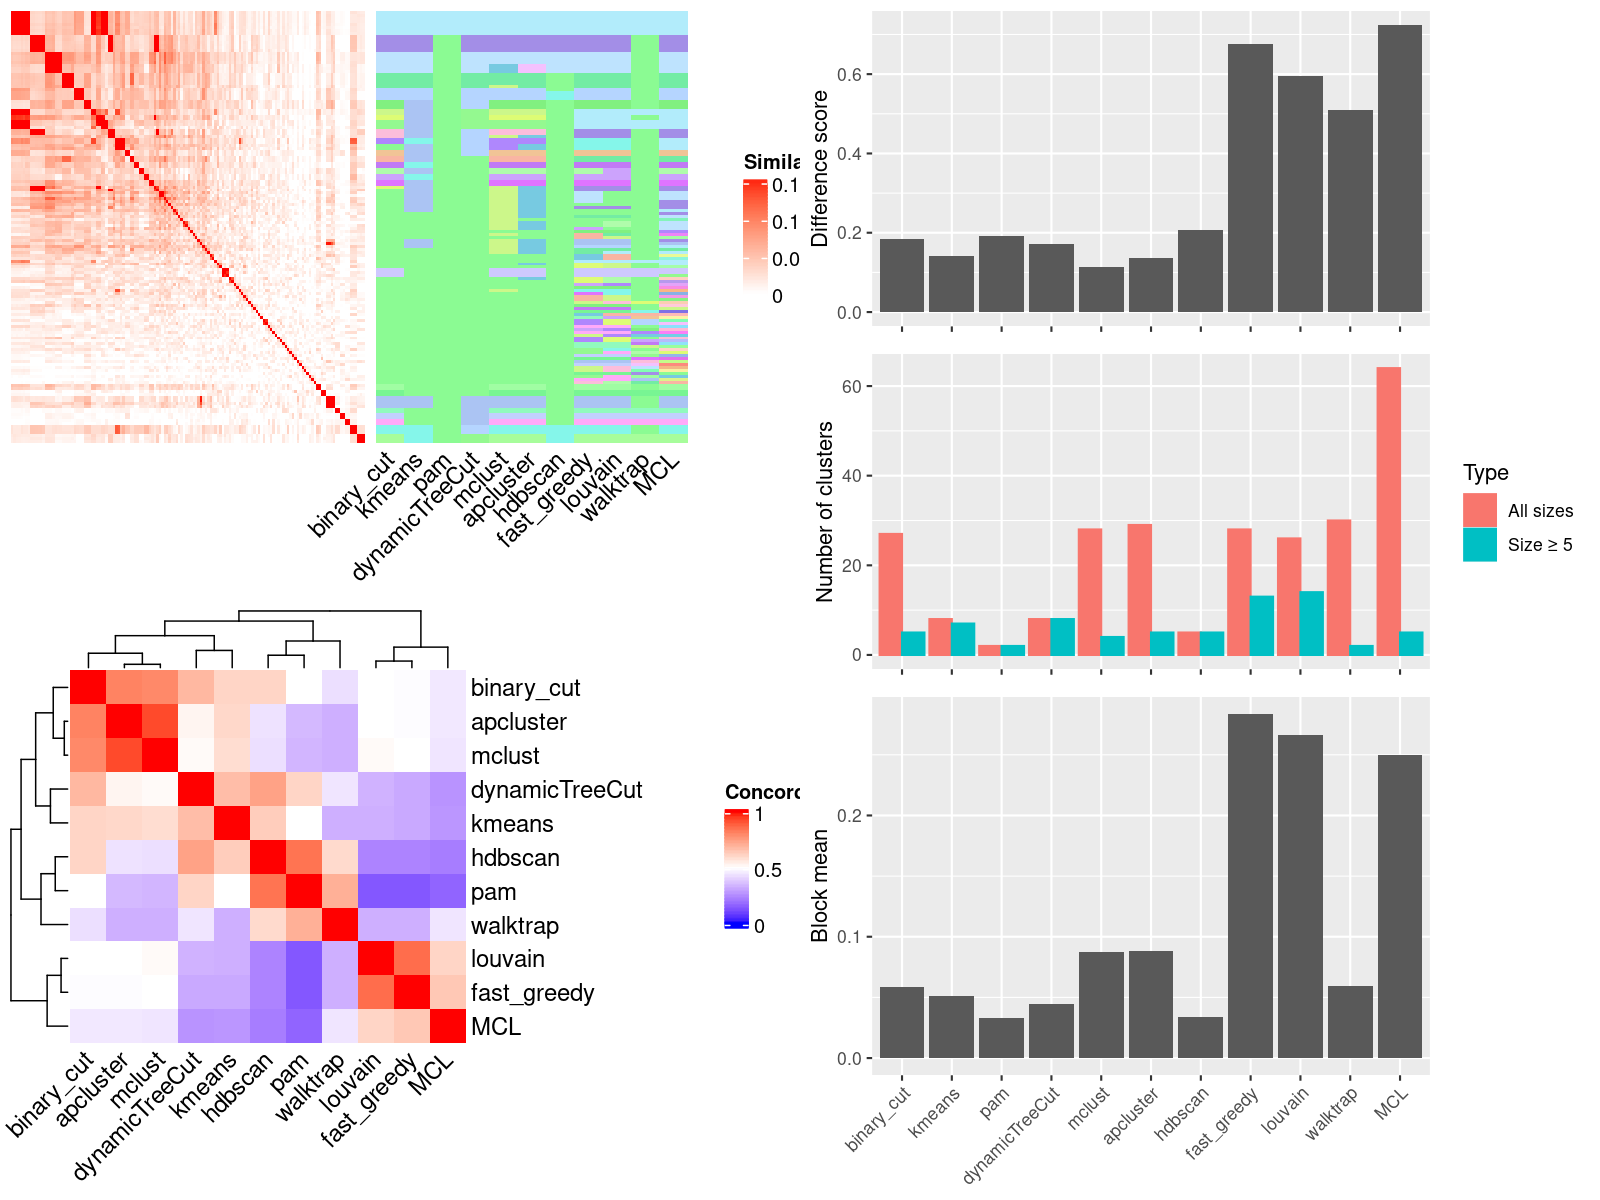 Simila
0.1
0.1
0.0
0
binary_cut
kmeans
pam
dynamicTreeCut
mclust
apcluster
hdbscan
fast_greedy
louvain
walktrap
MCL
binary_cut
apcluster
mclust
dynamicTreeCut
kmeans
hdbscan
pam
walktrap
louvain
fast_greedy
MCL
binary_cut
apcluster
mclust
dynamicTreeCut
kmeans
hdbscan
pam
walktrap
louvain
fast_greedy
MCL
Concord
1
0.5
0
Difference score
0.6
0.4
0.2
0.0
Number of clusters
60
40
20
0
Type
All sizes
Size ≥ 5
Block mean
0.2
0.1
0.0
binary_cut
kmeans
pam
dynamicTreeCut
mclust
apcluster
hdbscan
fast_greedy
louvain
walktrap
MCL